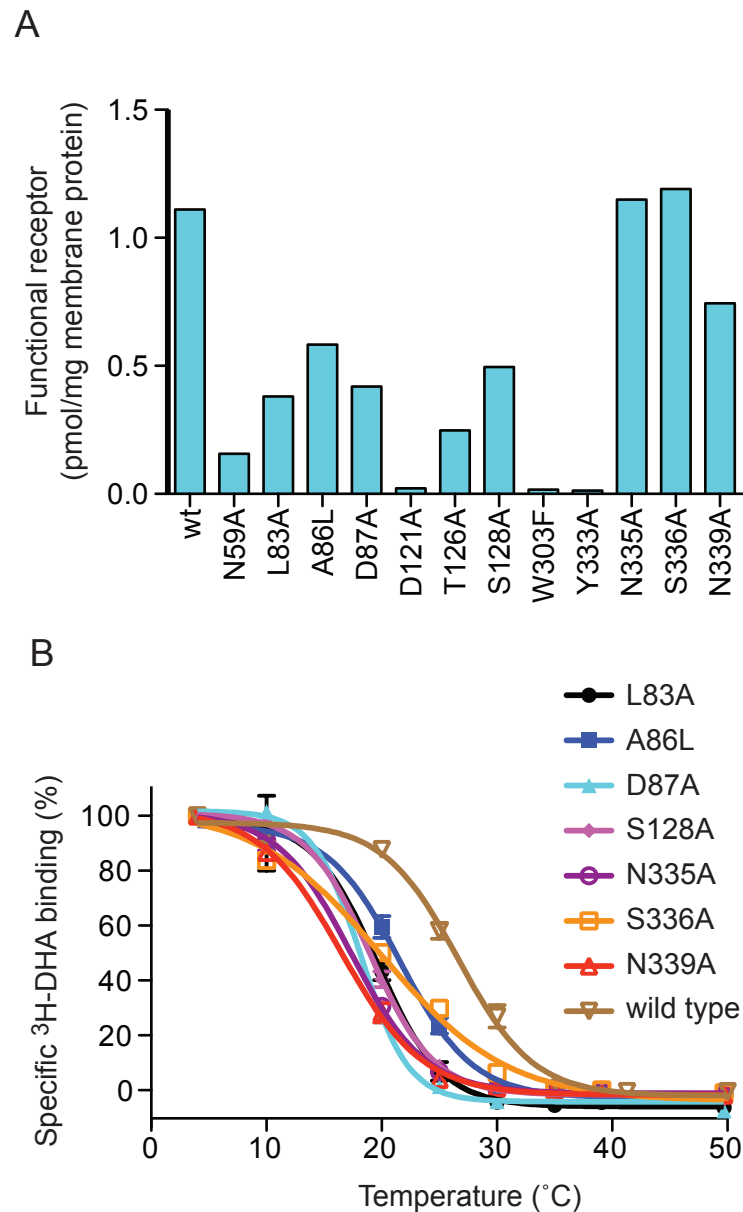 A
Functional receptor
(pmol/mg membrane protein)
1.5
1.0
0.5
0.0
wt
N59A
L83A
A86L
D87A
D121A
T126A
S128A
W303F
Y333A
N335A
S336A
N339A
B
L83A
A86L
D87A
S128A
N335A
S336A
N339A
wild type
Specific ³H-DHA binding (%)
100
80
60
40
20
0
0 10 20 30 40 50
Temperature (˚C)